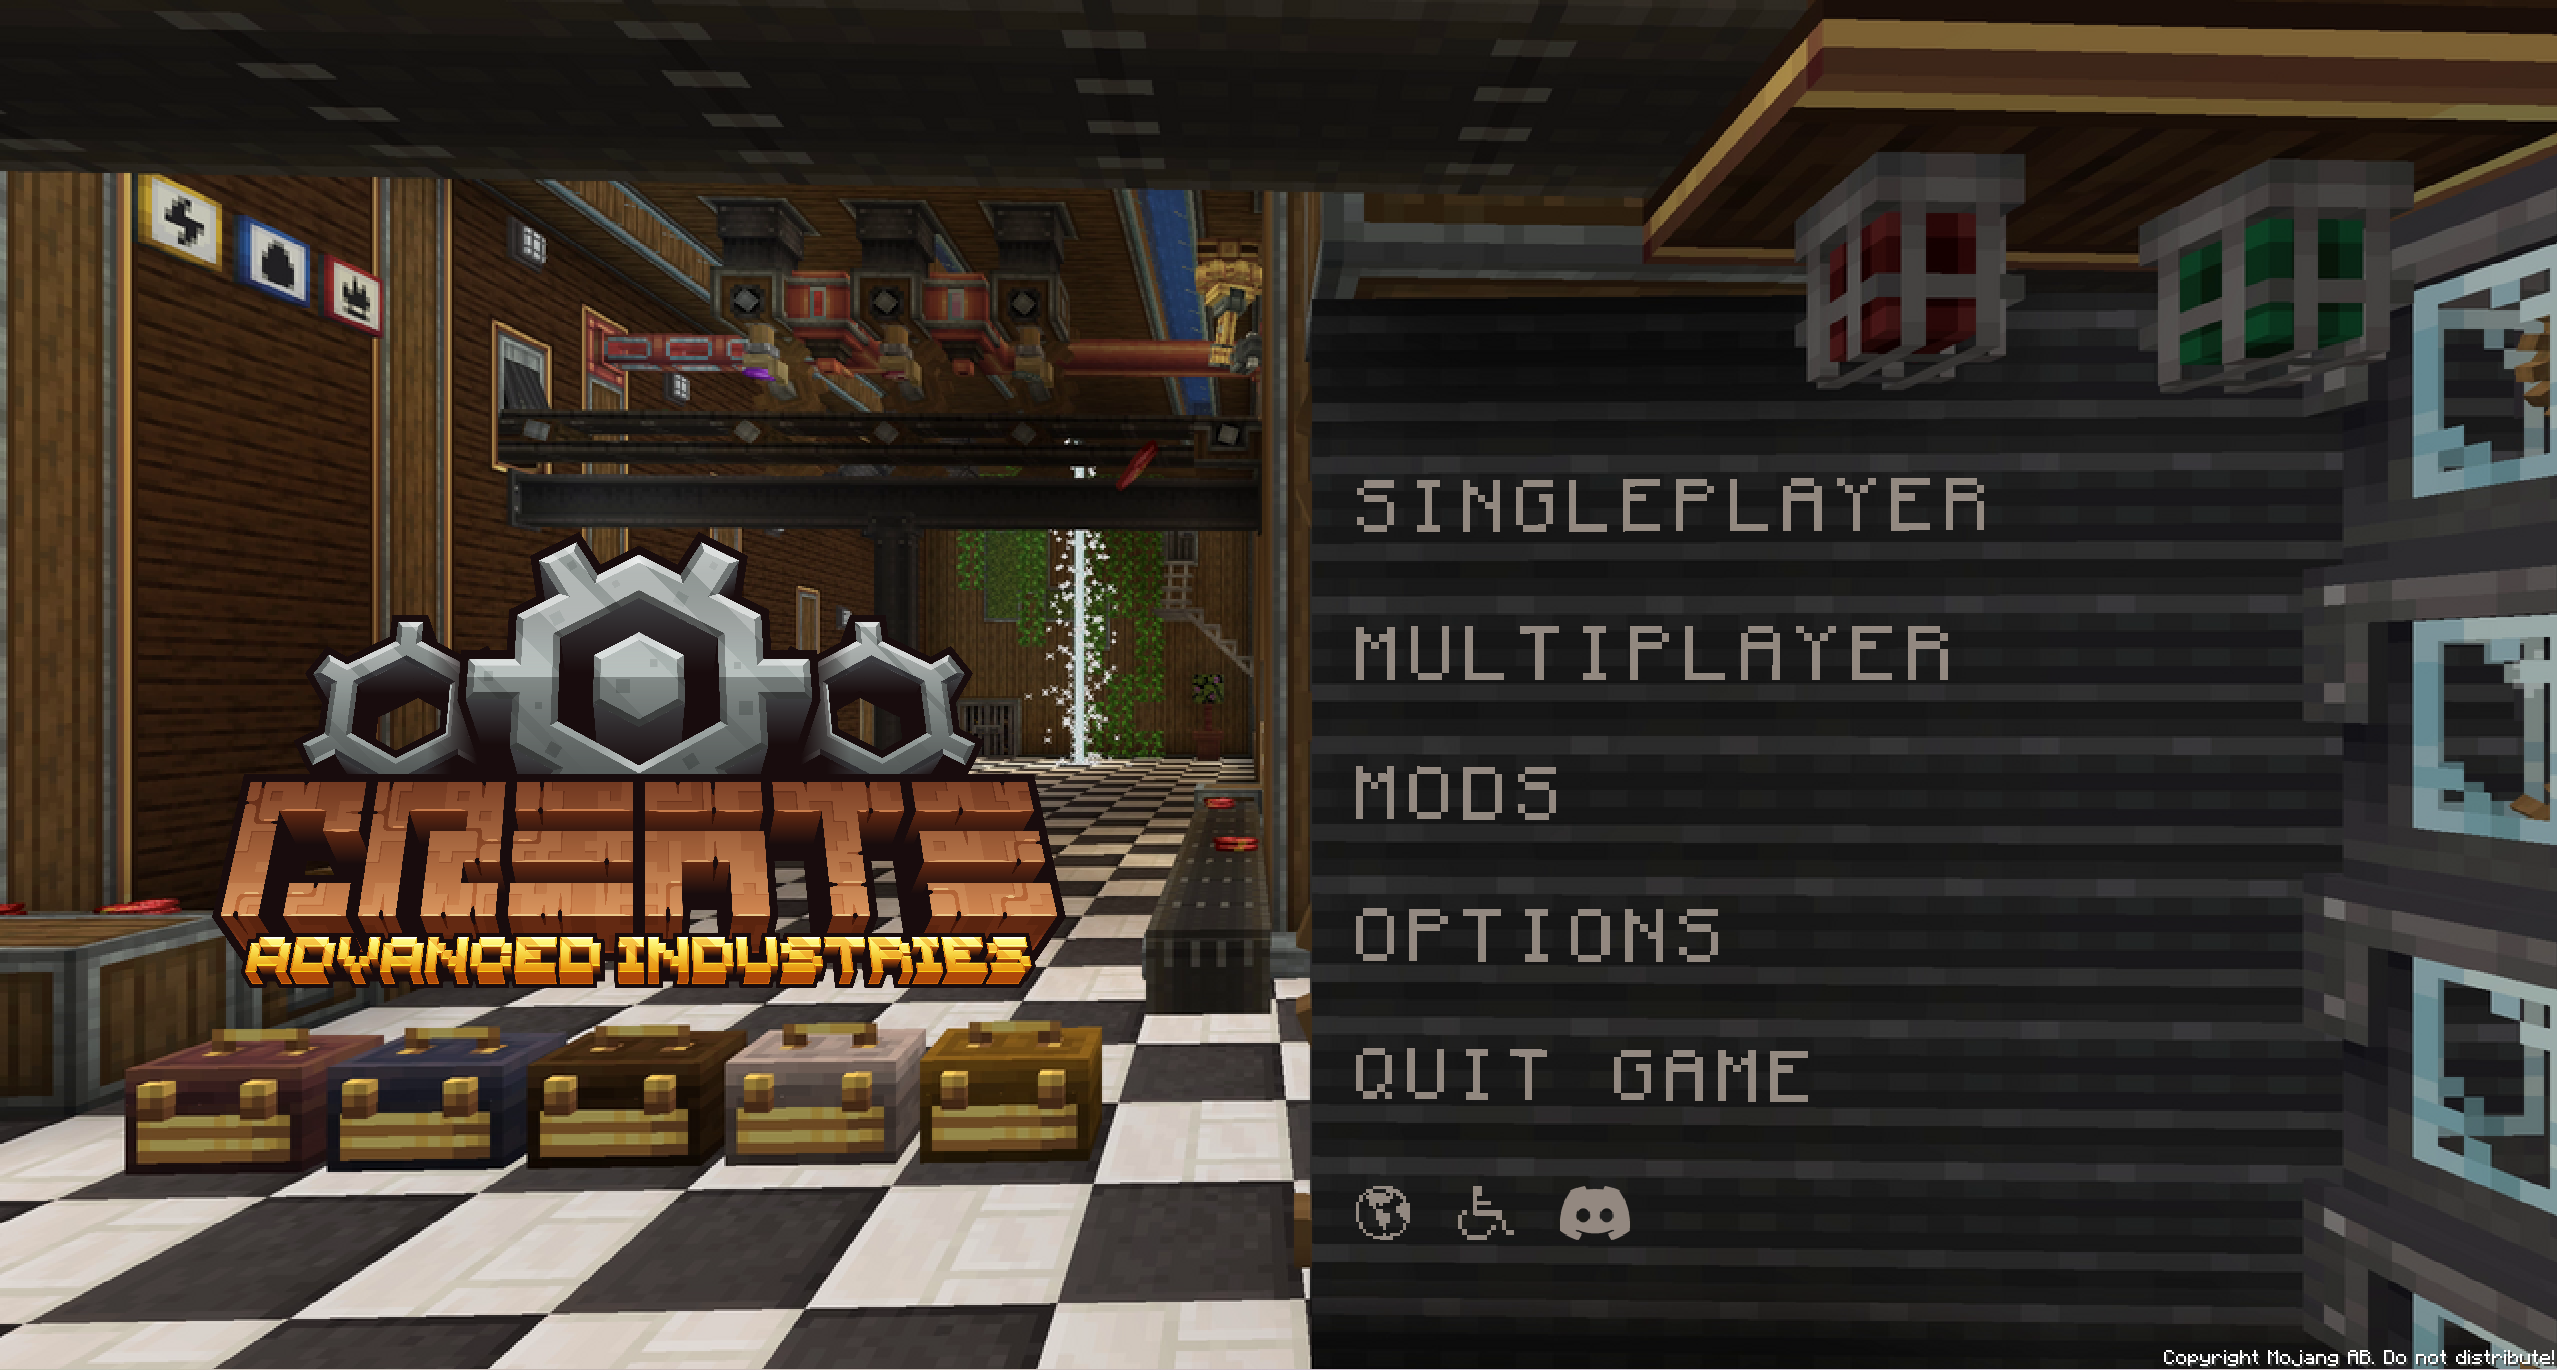 CREATE
ADVANCED INDUSTRIES
SINGLEPLAYER
MULTIPLAYER
MODS
OPTIONS
QUIT GAME
Copyright Mojang AB. Do not distribute!